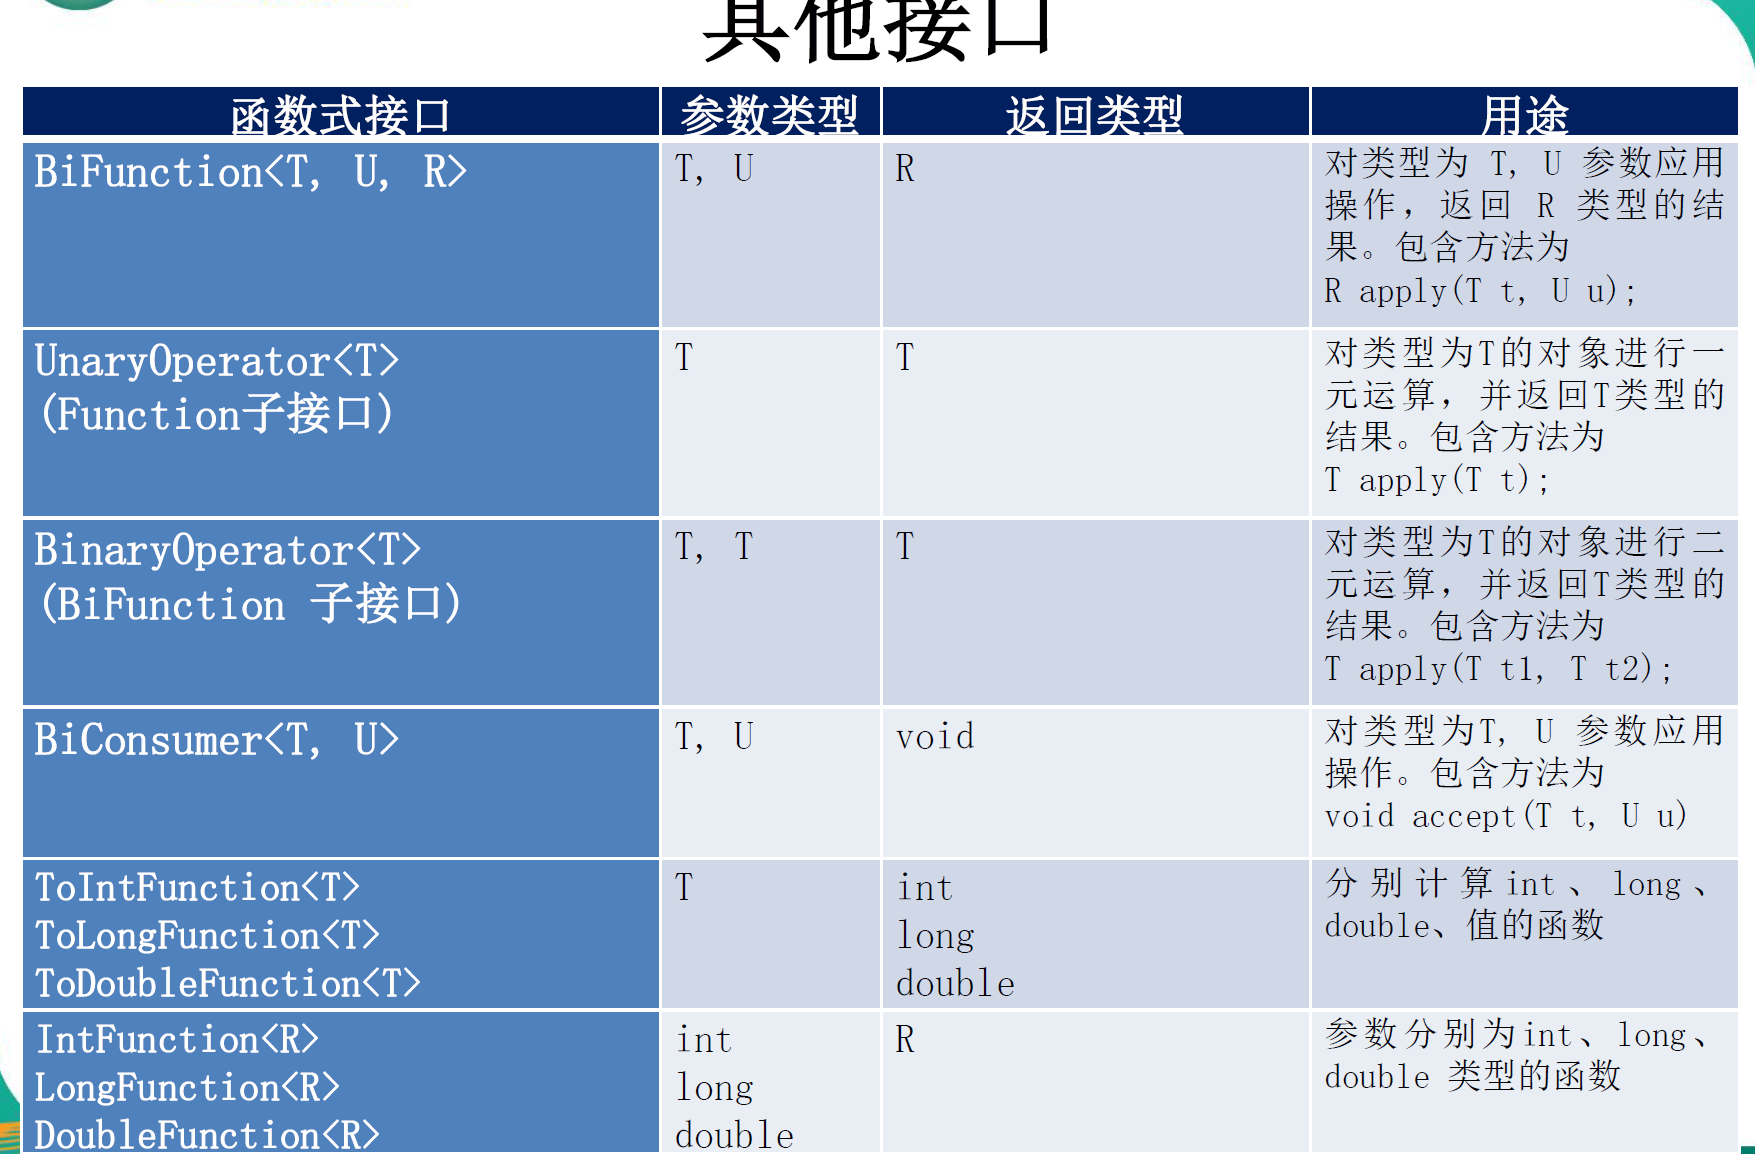 其他接口
函数式接口 参数类型 返回类型 用途
BiFunction<T, U, R> T, U R 对类型为 T, U 参数应用
操作，返回 R 类型的结
果。包含方法为
R apply(T t, U u);
UnaryOperator<T> T T 对类型为T的对象进行一
(Function子接口) 元运算，并返回T类型的
结果。包含方法为
T apply(T t);
BinaryOperator<T> T, T T 对类型为T的对象进行二
(BiFunction 子接口) 元运算，并返回T类型的
结果。包含方法为
T apply(T t1, T t2);
BiConsumer<T, U> T, U void 对类型为T, U 参数应用
操作。包含方法为
void accept(T t, U u)
ToIntFunction<T> T int 分别计算int、long、
ToLongFunction<T> long double、值的函数
ToDoubleFunction<T> double
IntFunction<R> int R 参数分别为int、long、
LongFunction<R> long double 类型的函数
DoubleFunction<R> double